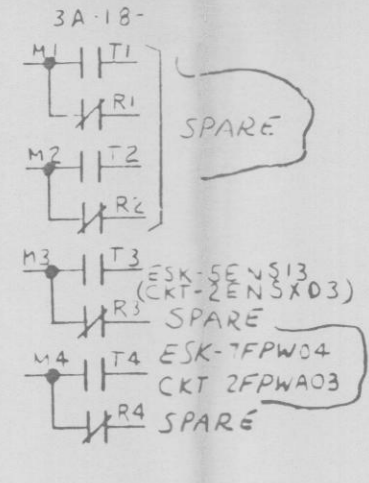 3A-18-
M1 T1
R1
SPARE
M2 T2
R2
M3 T3 ESK-5ENS13
(CKT-2ENSX03)
R3 SPARE
M4 T4 ESK-7FPW04
CKT 2FPWA03
R4 SPARE